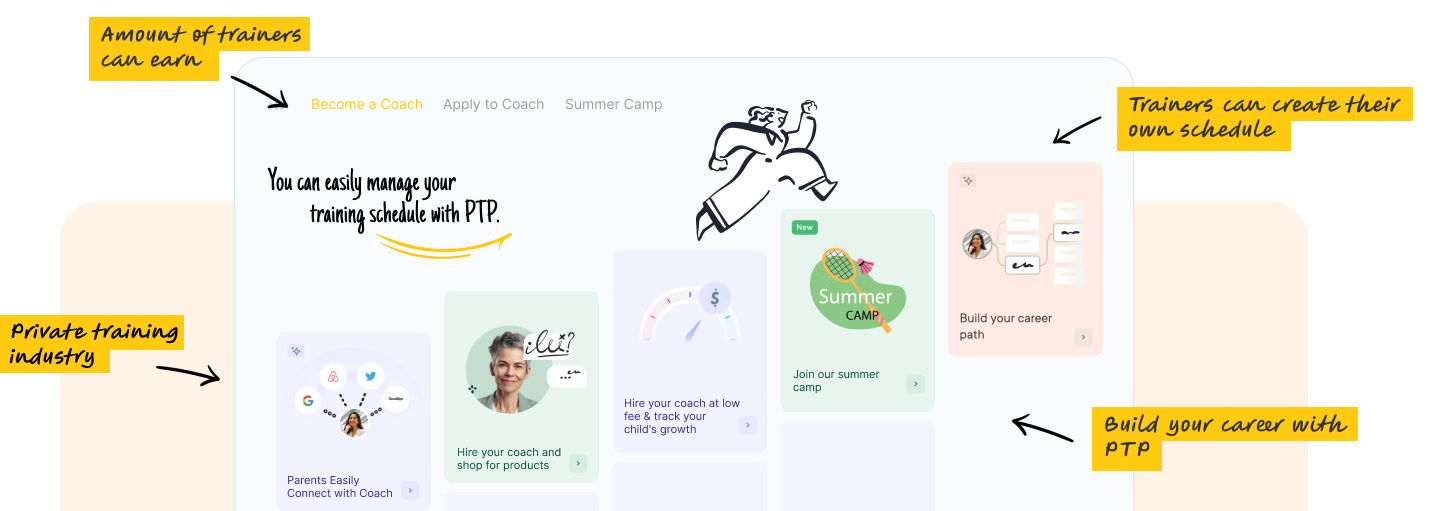 Amount of trainers
can earn
Become a Coach
Apply to Coach
Summer Camp
Trainers can create their
own schedule
You can easily manage your
training schedule with PTP.
New
Summer
CAMP
$
Build your career
path
Private training
industry
Join our summer
camp
Hire your coach at low
fee & track your
child's growth
Build your career with
PTP
Hire your coach and
shop for products
Parents Easily
Connect with Coach